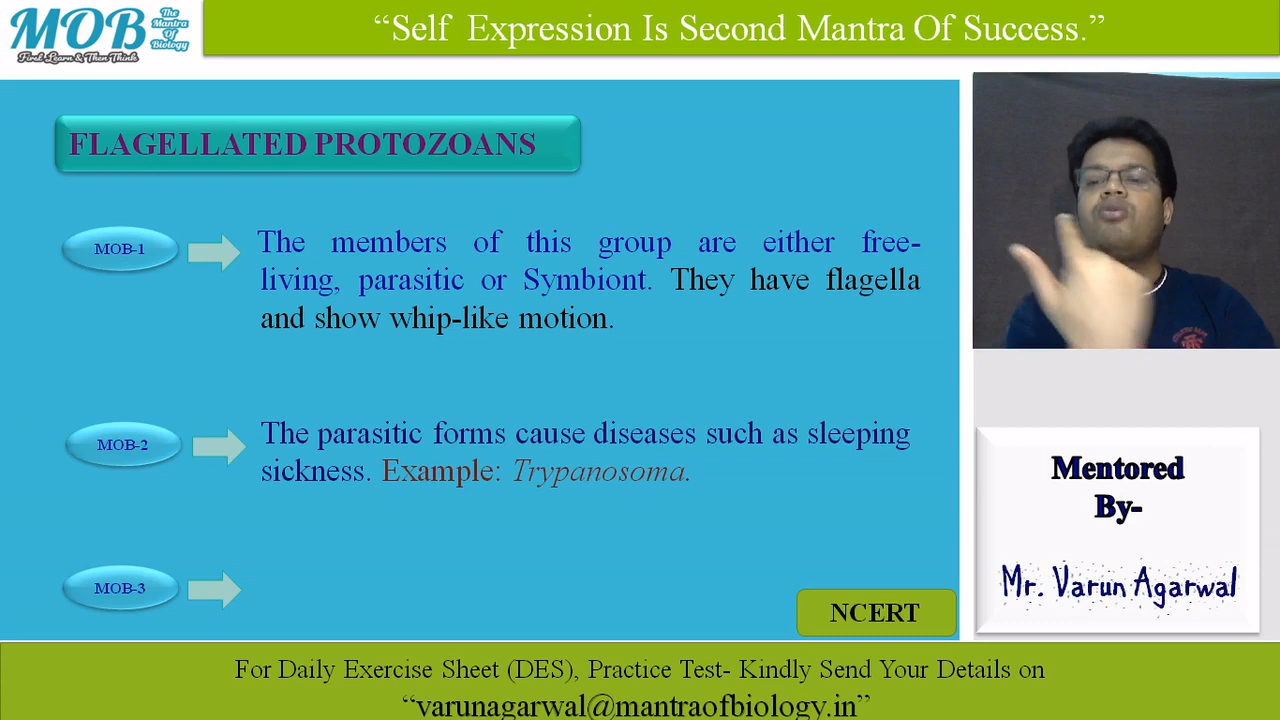 MOB
The
Mantra
Of
Biology
First Learn & Then Think
“Self Expression Is Second Mantra Of Success.”
FLAGELLATED PROTOZOANS
MOB-1
The members of this group are either free-
living, parasitic or Symbiont. They have flagella
and show whip-like motion.
MOB-2
The parasitic forms cause diseases such as sleeping
sickness. Example: Trypanosoma.
MOB-3
NCERT
Mentored
By-
Mr. Varun Agarwal
For Daily Exercise Sheet (DES), Practice Test- Kindly Send Your Details on
“varunagarwal@mantraofbiology.in”